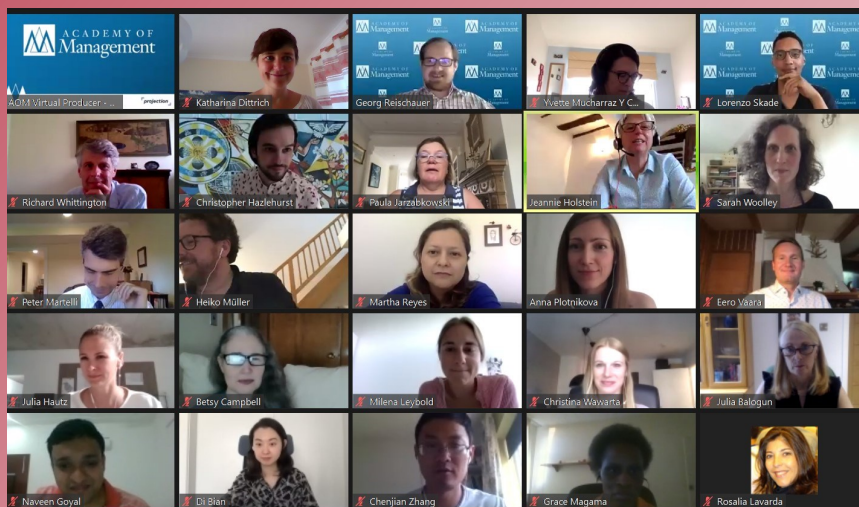 ACADEMY OF
Management
AOM Virtual Producer - ...
projection
Katharina Dittrich
Georg Reischauer
Yvette Mucharraz Y C...
Lorenzo Skade
Richard Whittington
Christopher Hazlehurst
Paula Jarzabkowski
Jeannie Holstein
Sarah Woolley
Peter Martelli
Heiko Müller
Martha Reyes
Anna Plotnikova
Eero Vaara
Julia Hautz
Betsy Campbell
Milena Leybold
Christina Wawarta
Julia Balogun
Naveen Goyal
Di Bian
Chenjian Zhang
Grace Magama
Rosalia Lavarda